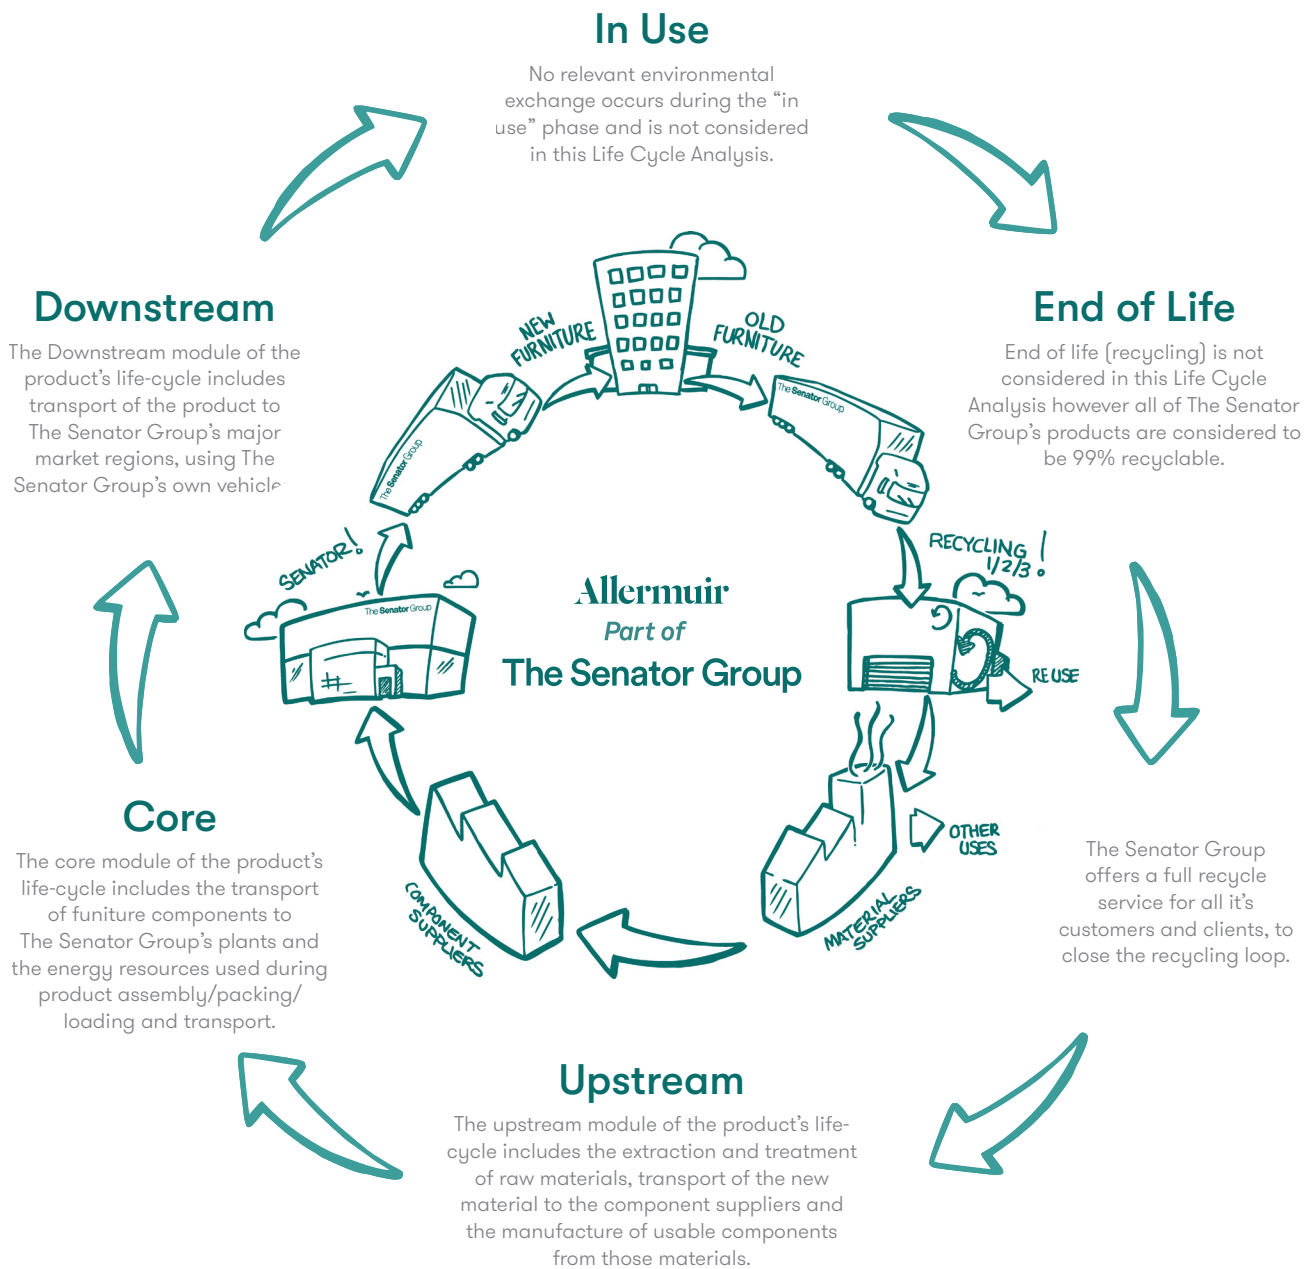 In Use
No relevant environmental
exchange occurs during the “in
use” phase and is not considered
in this Life Cycle Analysis.
Downstream
The Downstream module of the
product’s life-cycle includes
transport of the product to
The Senator Group’s major
market regions, using The
Senator Group’s own vehicle
End of Life
End of life (recycling) is not
considered in this Life Cycle
Analysis however all of The Senator
Group’s products are considered to
be 99% recyclable.
NEW
FURNITURE
OLD
FURNITURE
The Senator Group
The Senator Group
SENATOR!
RECYCLING
1/2/3!
The Senator Group
Allermuir
Part of
The Senator Group
RE USE
Core
The core module of the product’s
life-cycle includes the transport
of funiture components to
The Senator Group’s plants and
the energy resources used during
product assembly/packing/
loading and transport.
COMPONENT
SUPPLIERS
MATERIAL
SUPPLIERS
OTHER
USES
The Senator Group
offers a full recycle
service for all it’s
customers and clients, to
close the recycling loop.
Upstream
The upstream module of the product’s life-
cycle includes the extraction and treatment
of raw materials, transport of the new
material to the component suppliers and
the manufacture of usable components
from those materials.